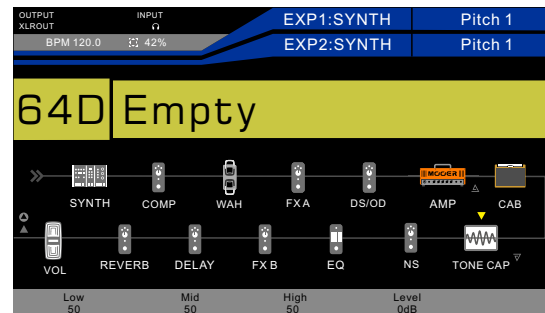 OUTPUT INPUT
XLROUT
BPM 120.0 42%
EXP1:SYNTH Pitch 1
EXP2:SYNTH Pitch 1
64D Empty
MOOER
SYNTH COMP WAH FX A DS/OD AMP CAB
VOL REVERB DELAY FX B EQ NS TONE CAP
Low Mid High Level
50 50 50 0dB